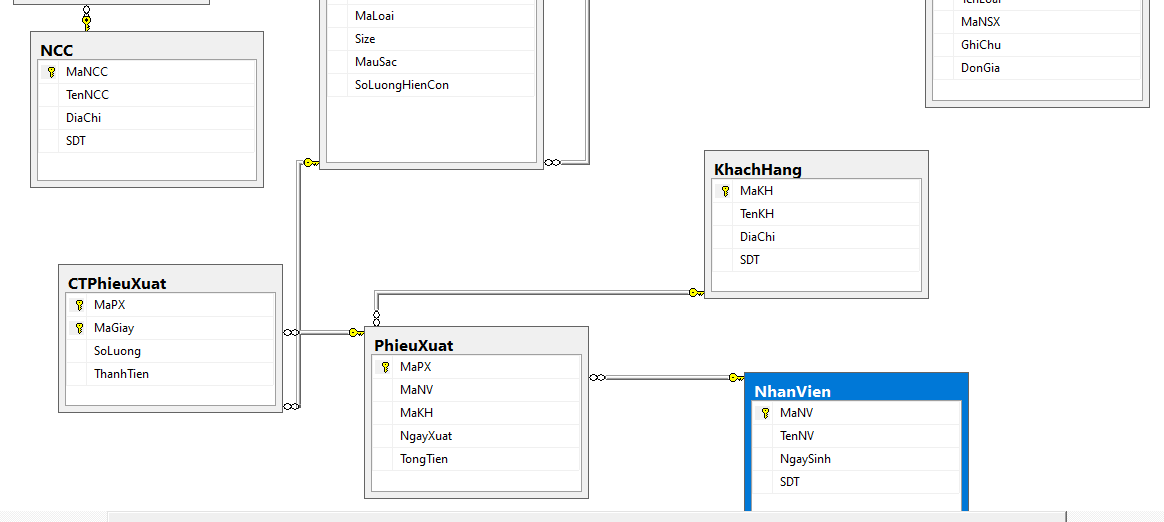 NCC
MaNCC
TenNCC
DiaChi
SDT
MaLoai
Size
MauSac
SoLuongHienCon
MaNSX
GhiChu
DonGia
KhachHang
MaKH
TenKH
DiaChi
SDT
CTPhieuXuat
MaPX
MaGiay
SoLuong
ThanhTien
PhieuXuat
MaPX
MaNV
MaKH
NgayXuat
TongTien
NhanVien
MaNV
TenNV
NgaySinh
SDT